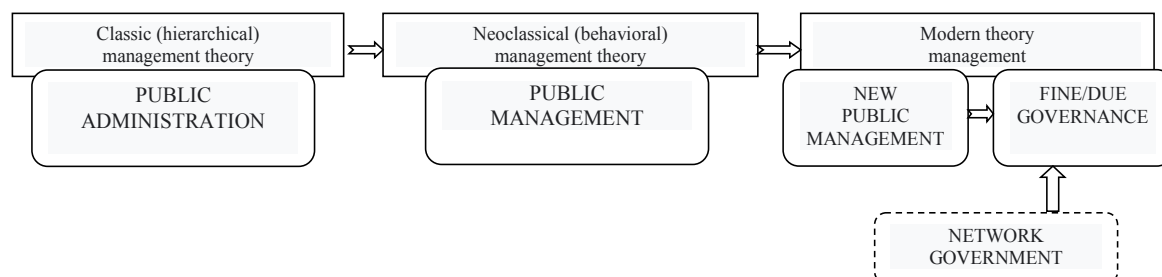 Classic (hierarchical)
management theory
Neoclassical (behavioral)
management theory
Modern theory
management
PUBLIC
ADMINISTRATION
PUBLIC
MANAGEMENT
NEW
PUBLIC
MANAGEMENT
FINE/DUE
GOVERNANCE
NETWORK
GOVERNMENT